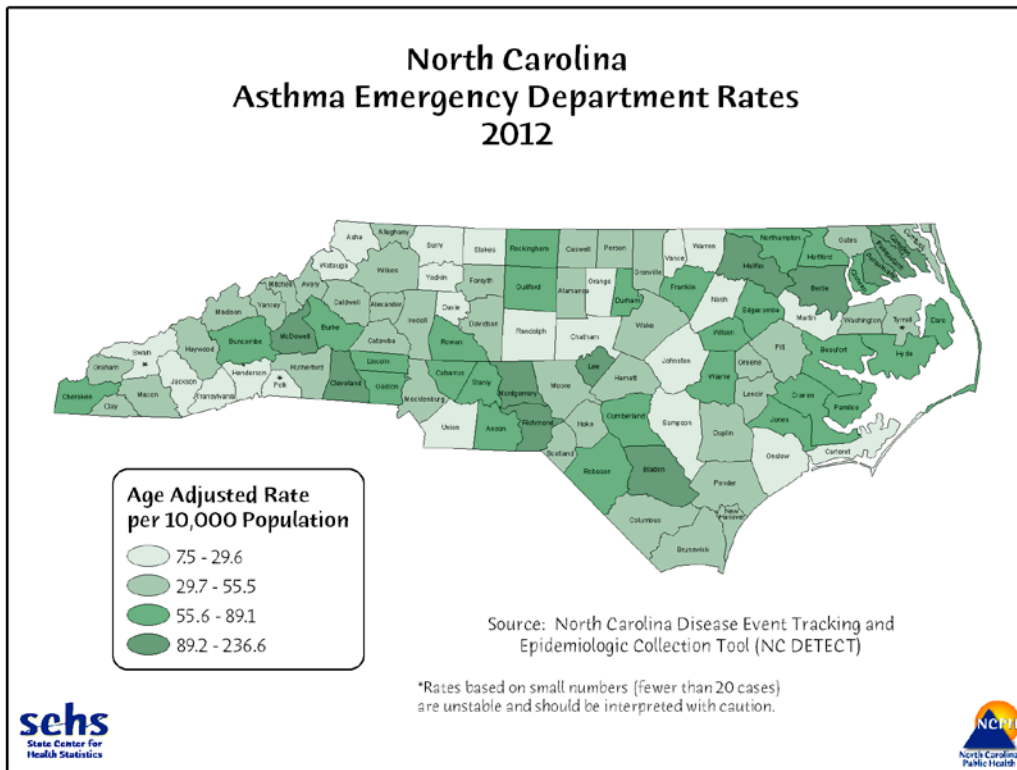 North Carolina
Asthma Emergency Department Rates
2012
Ashe
Alleghany
Surry
Stokes
Rockingham
Caswell
Person
Granville
Vance
Warren
Northampton
Gates
Hertford
Halifax
Bertie
Camden
Currituck
Pasquotank
Perquimans
Chowan
Watauga
Wilkes
Yadkin
Forsyth
Guilford
Alamance
Orange
Durham
Franklin
Nash
Edgecombe
Martin
Washington
Tyrrell
*
Dare
Mitchell
Avery
Yancey
Madison
Caldwell
Alexander
Iredell
Davie
Davidson
Randolph
Chatham
Wake
Wilson
Pitt
Beaufort
Hyde
Haywood
Buncombe
McDowell
Burke
Catawba
Rowan
Johnston
Greene
Swain
*
Graham
Jackson
Henderson
Polk
*
Rutherford
Cleveland
Lincoln
Gaston
Cabarrus
Stanly
Montgomery
Moore
Lee
Harnett
Wayne
Lenoir
Craven
Pamlico
Jones
Cherokee
Clay
Macon
Transylvania
Mecklenburg
Union
Anson
Richmond
Hoke
Scotland
Cumberland
Sampson
Duplin
Onslow
Carteret
Robeson
Bladen
Pender
New
Hanover
Columbus
Brunswick
Age Adjusted Rate
per 10,000 Population
7.5 - 29.6
29.7 - 55.5
55.6 - 89.1
89.2 - 236.6
Source: North Carolina Disease Event Tracking and
Epidemiologic Collection Tool (NC DETECT)
*Rates based on small numbers (fewer than 20 cases)
are unstable and should be interpreted with caution.
schs
State Center for
Health Statistics
NCPH
North Carolina
Public Health